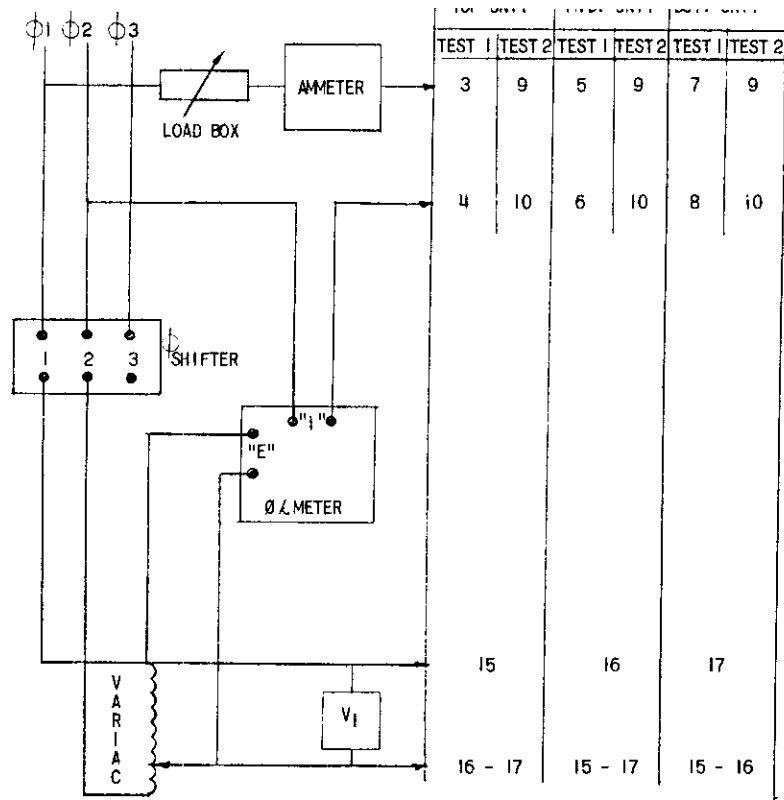 ϕ1 ϕ2 ϕ3
TEST 1 TEST 2 TEST 1 TEST 2 TEST 1 TEST 2
AMMETER
3 9 5 9 7 9
LOAD BOX
4 10 6 10 8 10
1 2 3 ϕ SHIFTER
"I"
"E"
Ø∠ METER
15 16 17
VARIAC
V1
16 - 17 15 - 17 15 - 16